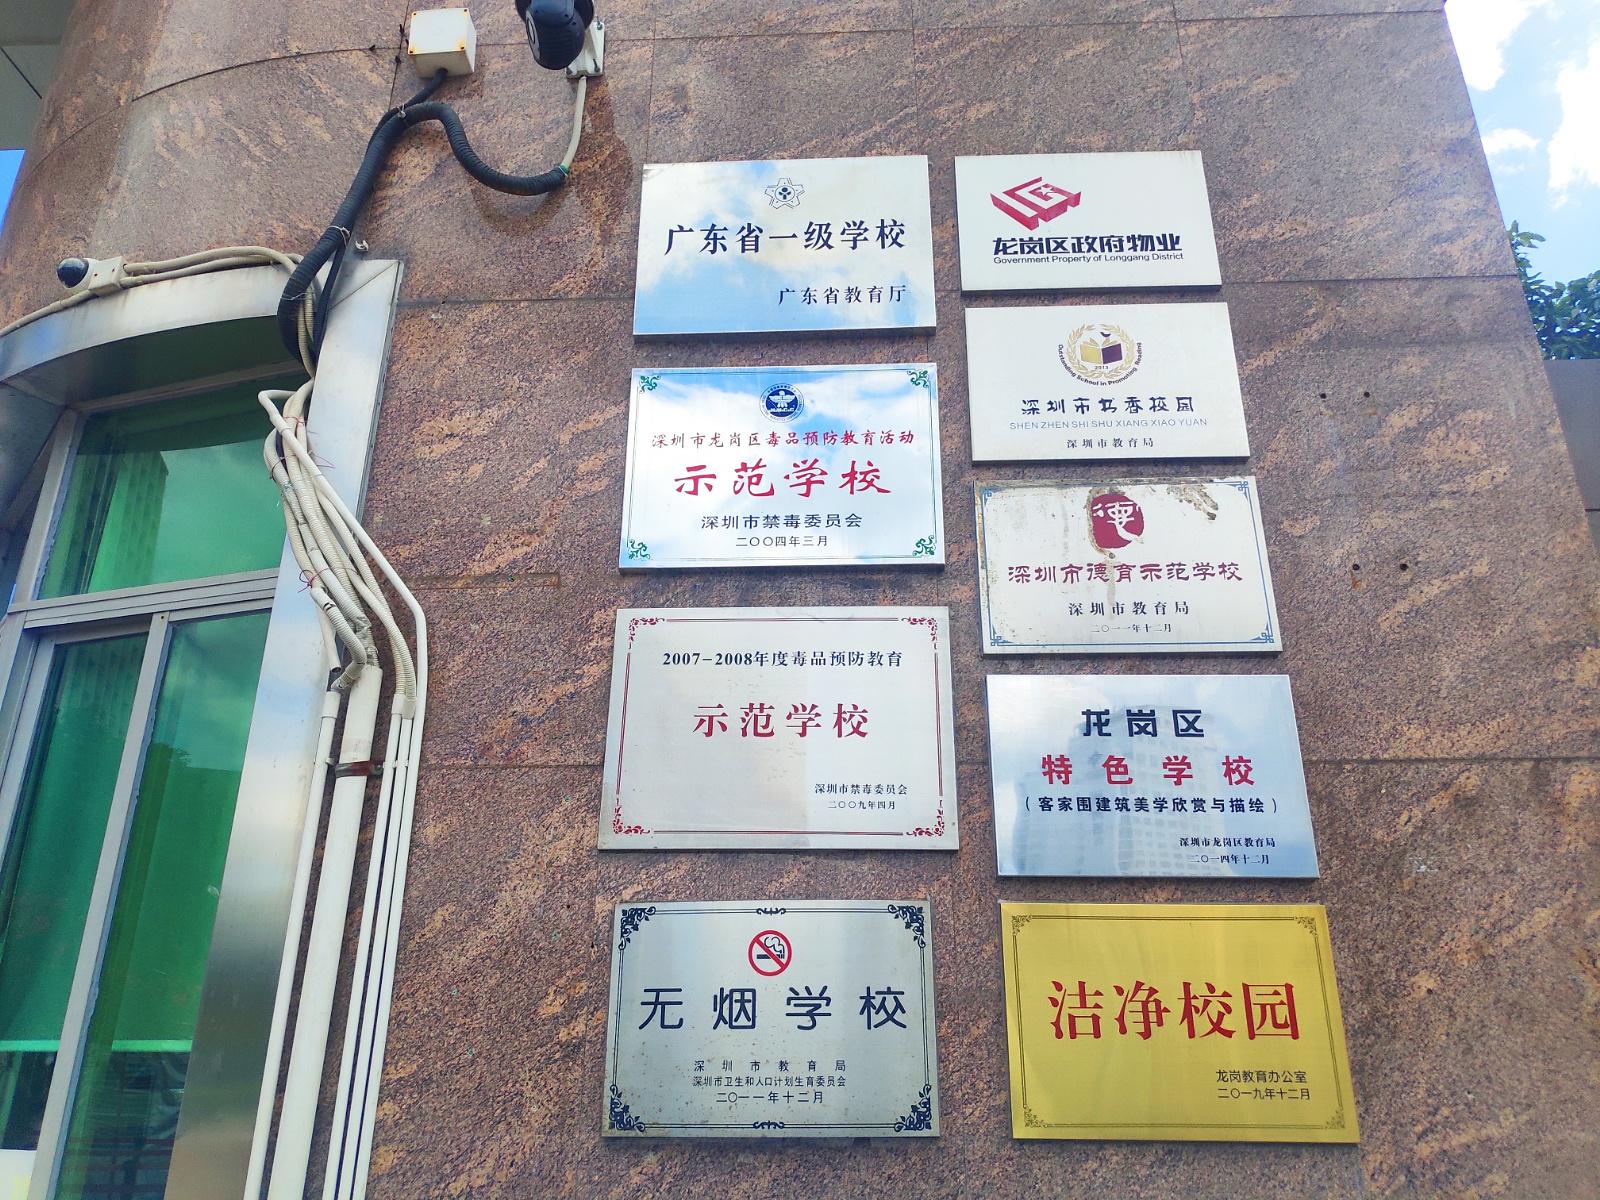 广东省一级学校
广东省教育厅
深圳市龙岗区毒品预防教育活动
示范学校
深圳市禁毒委员会
二〇〇四年三月
2007-2008年度毒品预防教育
示范学校
深圳市禁毒委员会
二〇〇九年四月
无烟学校
深圳市教育局
深圳市卫生和人口计划生育委员会
二〇一一年十二月
龙岗区政府物业
Government Property of Longgang District
2013
Outstanding School in Promoting Reading
深圳市书香校园
SHEN ZHEN SHI SHU XIANG XIAO YUAN
深圳市教育局
德
深圳市德育示范学校
深圳市教育局
二〇一一年十二月
龙岗区
特色学校
(客家围建筑美学欣赏与描绘)
深圳市龙岗区教育局
二〇一四年十二月
洁净校园
龙岗教育办公室
二〇一九年十二月